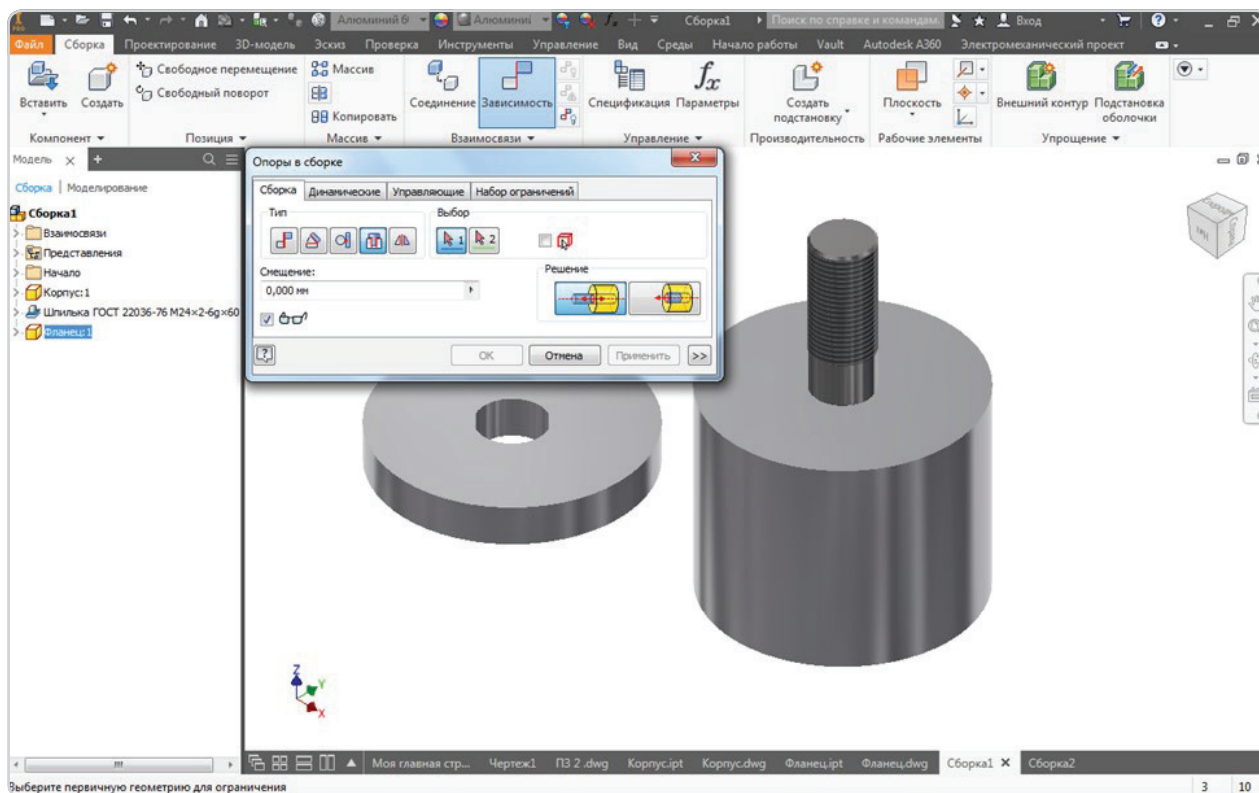 PRO
Алюминий б
Алюмини
Сборка1
Поиск по справке и командам.
Вход
Файл Сборка Проектирование 3D-модель Эскиз Проверка Инструменты Управление Вид Среды Начало работы Vault Autodesk A360 Электромеханический проект
Вставить Создать
Свободное перемещение
Свободный поворот
Массив
Копировать
Соединение Зависимость
Спецификация Параметры
Создать подстановку
Плоскость
Внешний контур
Подстановка оболочки
Компонент Позиция Массив Взаимосвязи Управление Производительность Рабочие элементы Упрощение
Модель
Сборка | Моделирование
Сборка1
Взаимосвязи
Представления
Начало
Корпус:1
Шпилька ГОСТ 22036-76 M24×2-6g×60
Фланец:1
Опоры в сборке
Сборка Динамические Управляющие Набор ограничений
Тип
Выбор
1 2
Смещение:
0,000 мм
Решение
ОК Отмена Применить >>
Z
Y
X
Моя главная стр... Чертеж1 ПЗ 2 .dwg Корпус.ipt Корпус.dwg Фланец.ipt Фланец.dwg Сборка1 Сборка2
Выберите первичную геометрию для ограничения
3 10